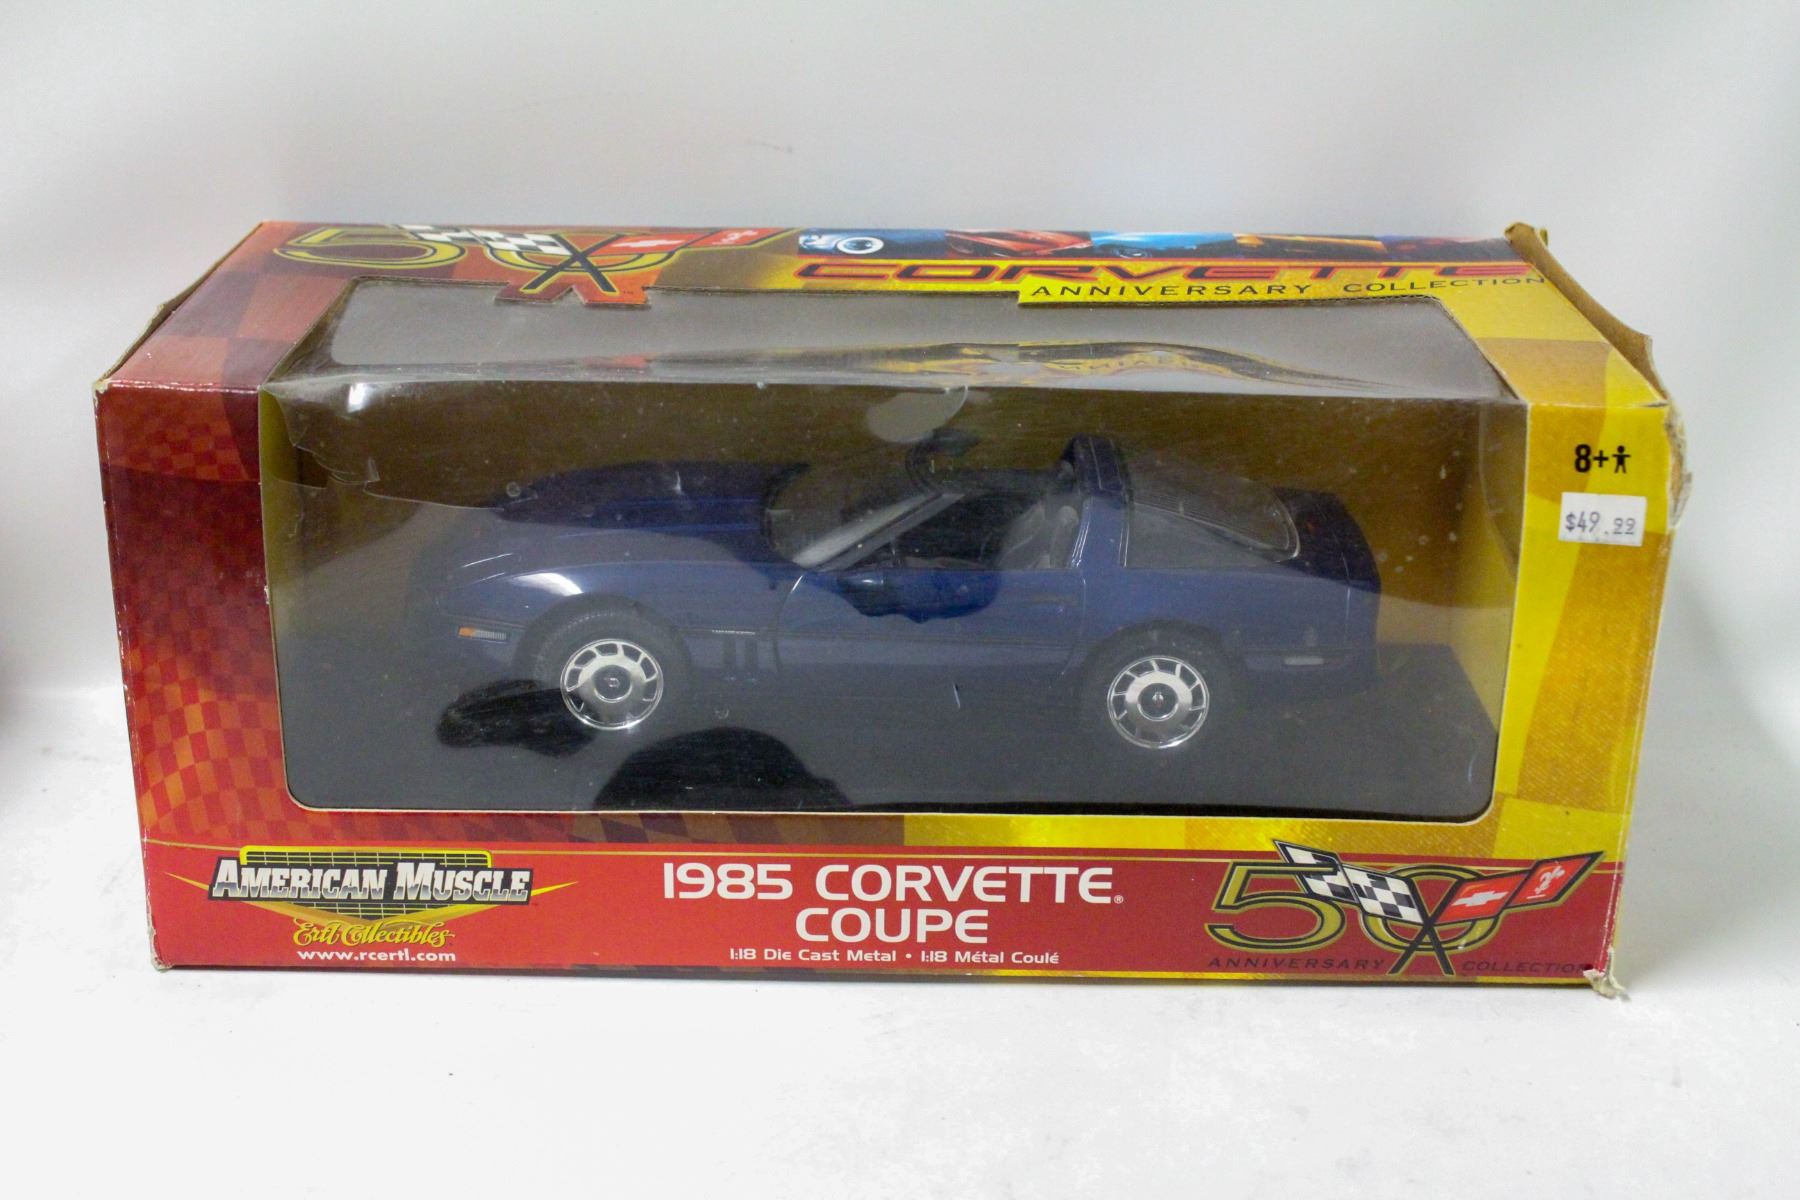 50
CORVETTE
ANNIVERSARY COLLECTION
8+
$49.99
AMERICAN MUSCLE
Ertl Collectibles
www.rcertl.com
1985 CORVETTE®
COUPE
1:18 Die Cast Metal • 1:18 Métal Coulé
50
ANNIVERSARY COLLECTION